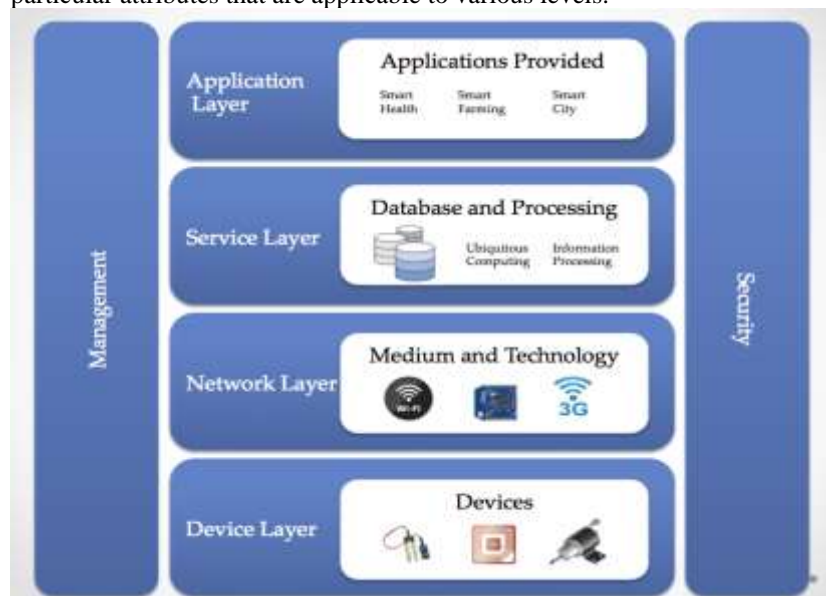 particular attributes that are applicable to various levels.
Management
Application
Layer
Applications Provided
Smart
Health
Smart
Farming
Smart
City
Service Layer
Database and Processing
Ubiquitous
Computing
Information
Processing
Network Layer
Medium and Technology
Wi-Fi
3G
Device Layer
Devices
Security